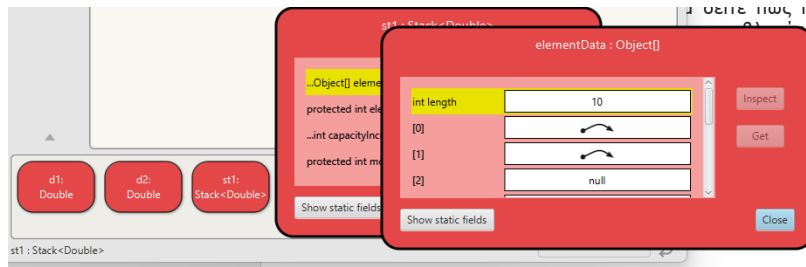 st1 : Stack<Double>
δείτε πώς
elementData : Object[]
...Object[] eleme
int length
10
Inspect
protected int ele
[0]
...int capacityInc
[1]
Get
protected int mo
[2]
null
d1:
Double
d2:
Double
st1:
Stack<Double>
Show static fields
Show static fields
Close
st1 : Stack<Double>